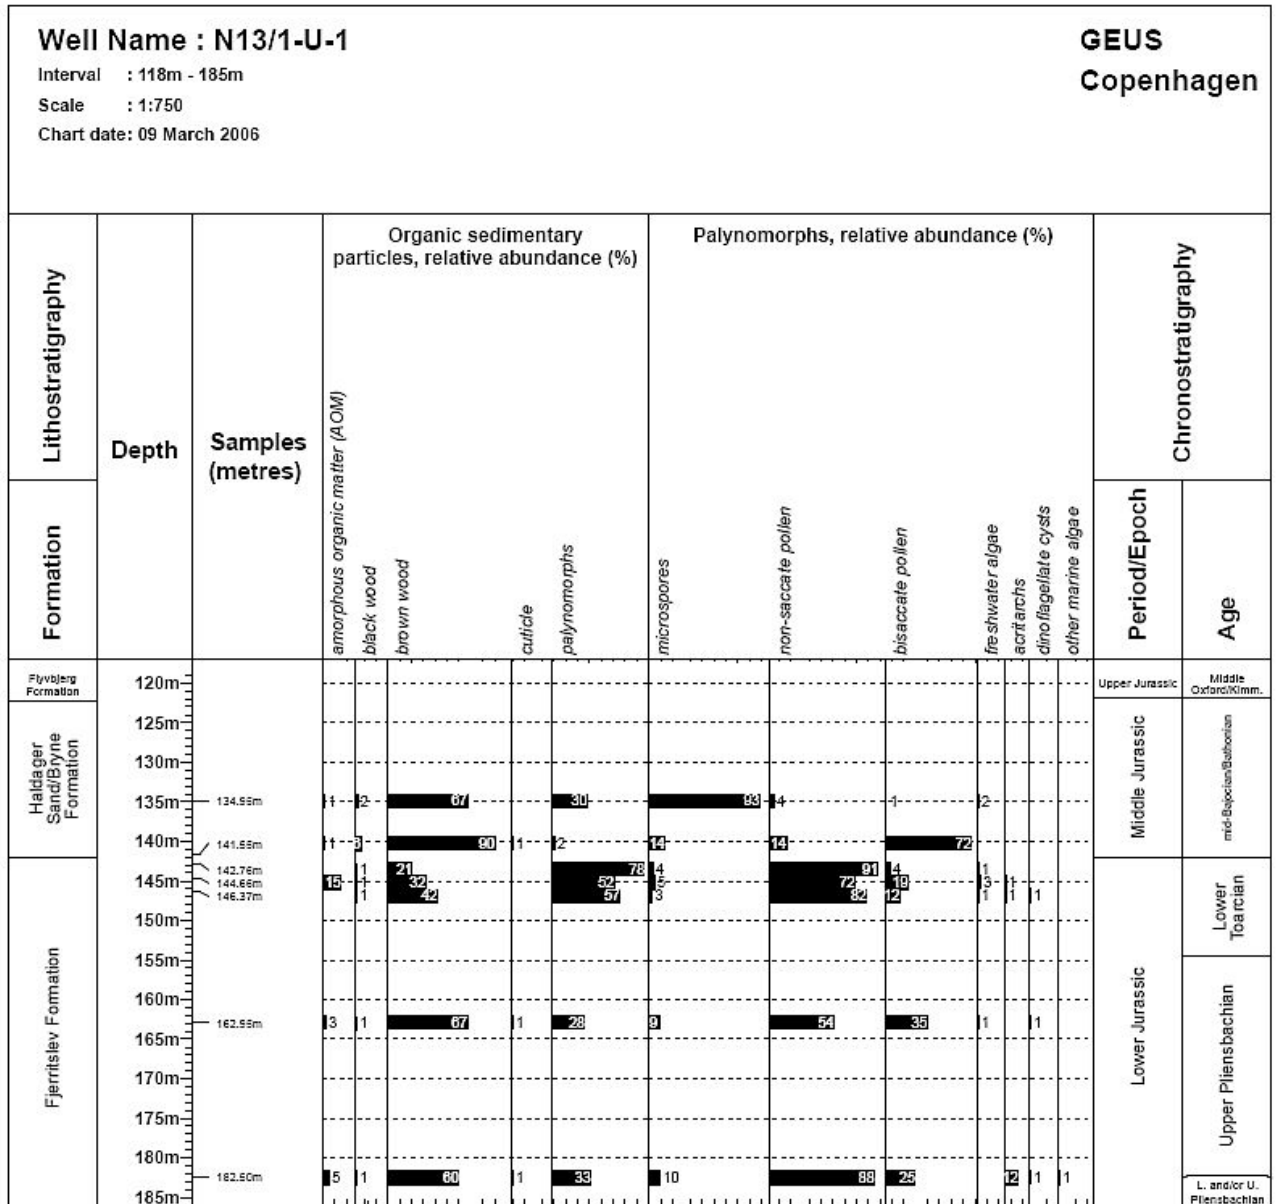 Well Name : N13/1-U-1
Interval : 118m - 185m
Scale : 1:750
Chart date: 09 March 2006
GEUS
Copenhagen
Lithostratigraphy
Formation
Depth
Samples
(metres)
Organic sedimentary
particles, relative abundance (%)
amorphous organic matter (AOM)
black wood
brown wood
cuticle
palynomorphs
Palynomorphs, relative abundance (%)
microspores
non-saccate pollen
bisaccate pollen
freshwater algae
acritarchs
dinoflagellate cysts
other marine algae
Chronostratigraphy
Period/Epoch
Age
Flyvbjerg
Formation
Haldager
Sand/Bryne
Formation
Fjerritslev Formation
120m
125m
130m
135m
140m
145m
150m
155m
160m
165m
170m
175m
180m
185m
134.95m 1 2 67 30 93 4 1 2
141.55m 1 90 1 2 14 14 72
142.76m 1 21 78 4 91 4 1
144.66m 15 1 32 52 5 72 19 3 1
146.37m 1 42 57 3 82 12 1 1 1
162.95m 3 1 67 1 28 9 54 35 1 1
182.50m 5 1 60 1 33 10 88 25 12 1 1
Upper Jurassic
Middle Jurassic
Lower Jurassic
Middle
Oxford/Kimm.
mid-Bajocian/Bathonian
Lower
Toarcian
Upper Pliensbachian
L. and/or U.
Pliensbachian